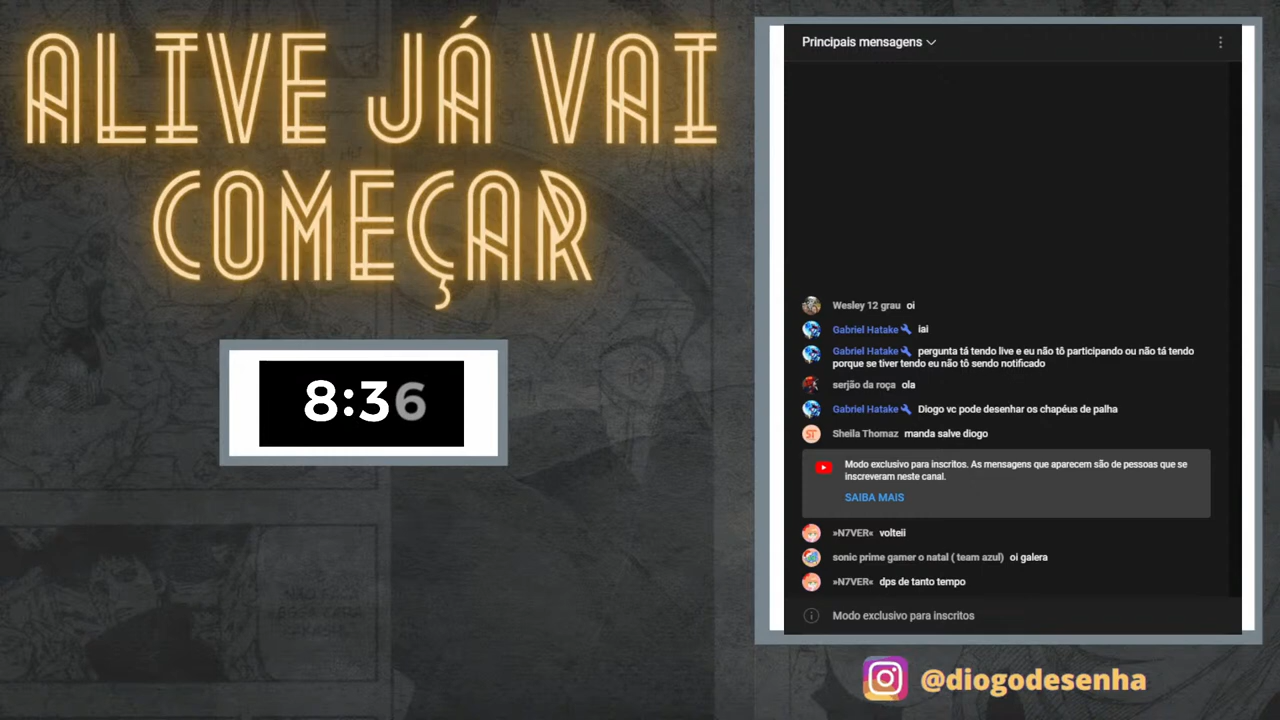 ALIVE JÁ VAI
COMEÇAR
8:36
Principais mensagens
Wesley 12 grau oi
Gabriel Hatake iai
Gabriel Hatake pergunta tá tendo live e eu não tô participando ou não tá tendo
porque se tiver tendo eu não tô sendo notificado
serjão da roça ola
Gabriel Hatake Diogo vc pode desenhar os chapéus de palha
ST Sheila Thomaz manda salve diogo
Modo exclusivo para inscritos. As mensagens que aparecem são de pessoas que se
inscreveram neste canal.
SAIBA MAIS
»N7VER« volteii
sonic prime gamer o natal ( team azul) oi galera
»N7VER« dps de tanto tempo
Modo exclusivo para inscritos
@diogodesenha